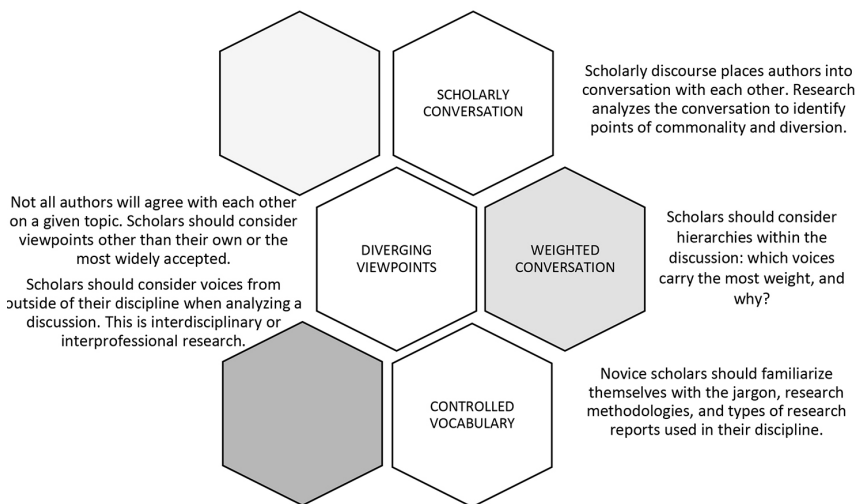 SCHOLARLY
CONVERSATION
Scholarly discourse places authors into
conversation with each other. Research
analyzes the conversation to identify
points of commonality and diversion.
Not all authors will agree with each other
on a given topic. Scholars should consider
viewpoints other than their own or the
most widely accepted.
Scholars should consider voices from
outside of their discipline when analyzing a
discussion. This is interdisciplinary or
interprofessional research.
DIVERGING
VIEWPOINTS
WEIGHTED
CONVERSATION
Scholars should consider
hierarchies within the
discussion: which voices
carry the most weight, and
why?
CONTROLLED
VOCABULARY
Novice scholars should familiarize
themselves with the jargon, research
methodologies, and types of research
reports used in their discipline.